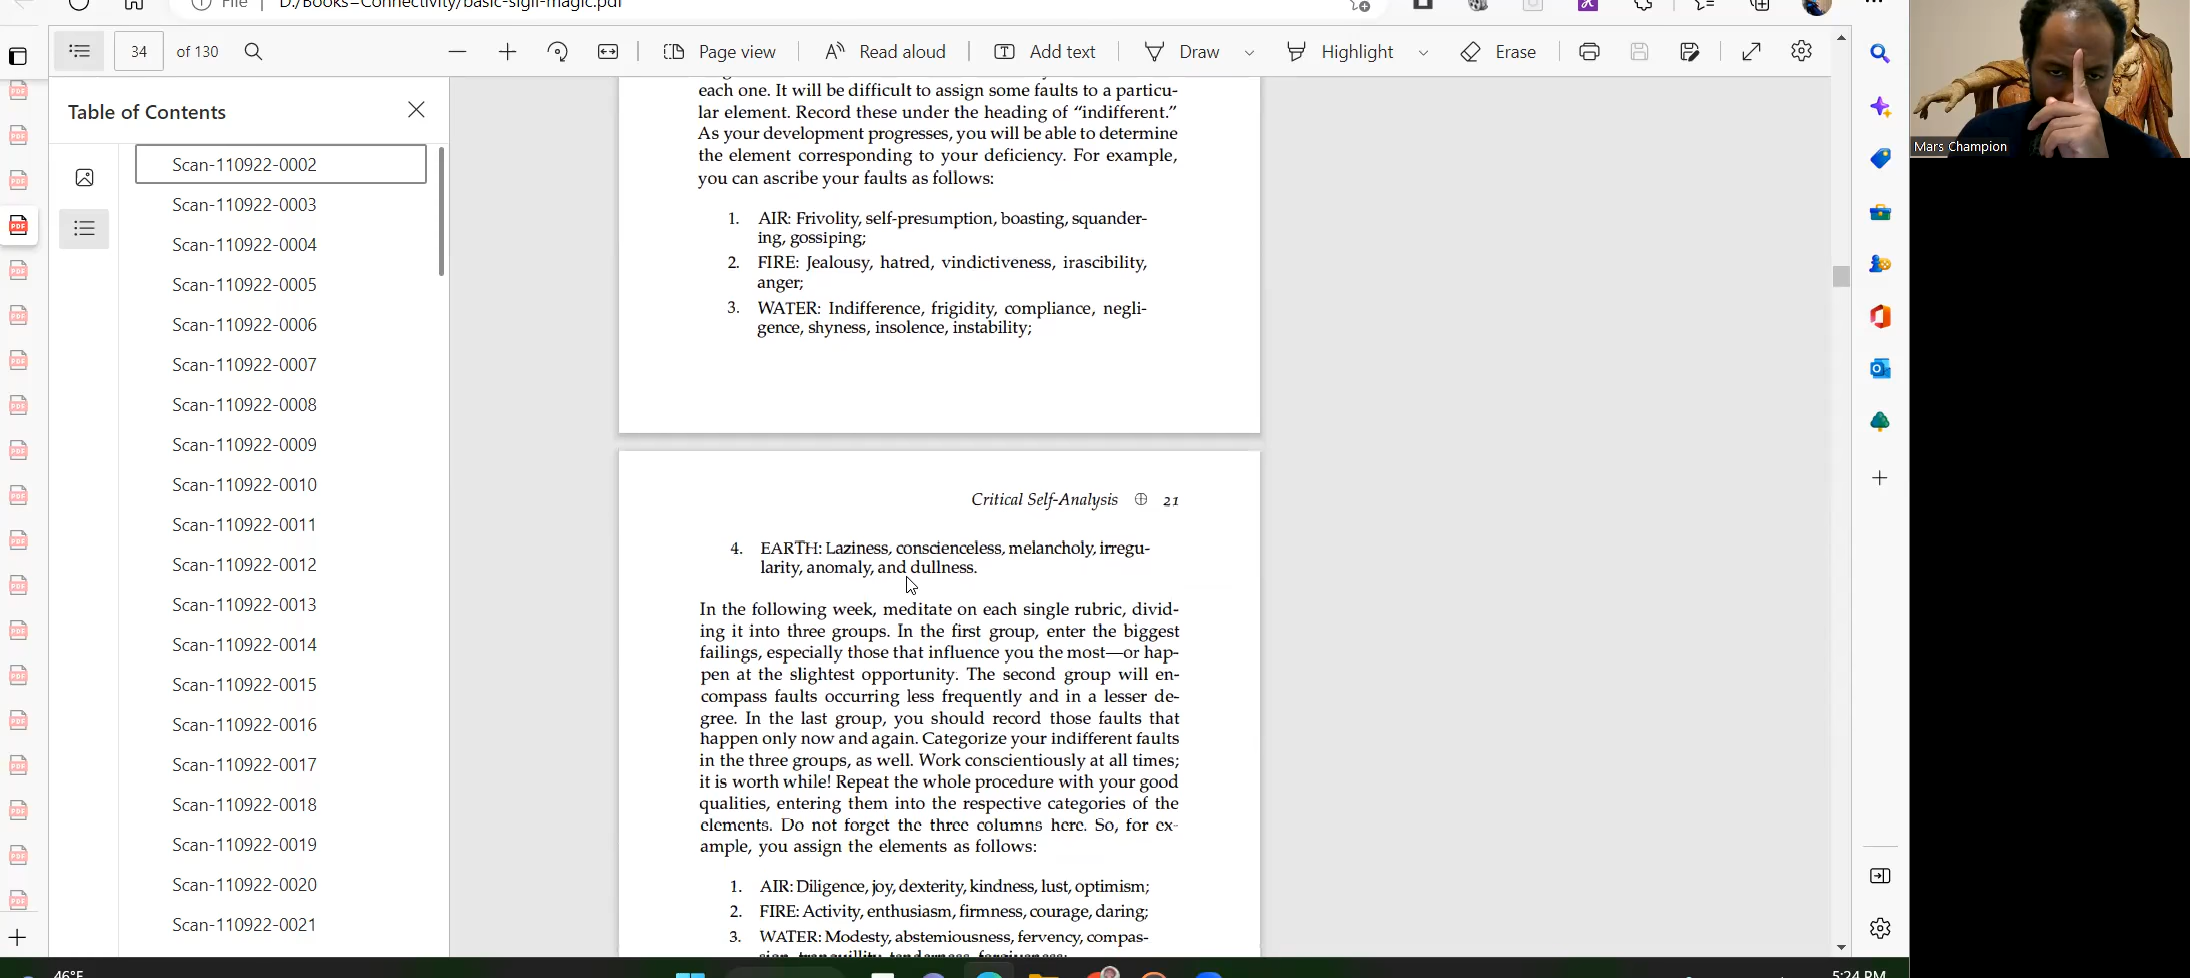 File | D:/Books=Connectivity/basic-sigil-magic.pdf
34 of 130 Page view Read aloud Add text Draw Highlight Erase
Table of Contents
Scan-110922-0002
Scan-110922-0003
Scan-110922-0004
Scan-110922-0005
Scan-110922-0006
Scan-110922-0007
Scan-110922-0008
Scan-110922-0009
Scan-110922-0010
Scan-110922-0011
Scan-110922-0012
Scan-110922-0013
Scan-110922-0014
Scan-110922-0015
Scan-110922-0016
Scan-110922-0017
Scan-110922-0018
Scan-110922-0019
Scan-110922-0020
Scan-110922-0021
each one. It will be difficult to assign some faults to a particu-
lar element. Record these under the heading of “indifferent.”
As your development progresses, you will be able to determine
the element corresponding to your deficiency. For example,
you can ascribe your faults as follows:
1. AIR: Frivolity, self-presumption, boasting, squander-
ing, gossiping;
2. FIRE: Jealousy, hatred, vindictiveness, irascibility,
anger;
3. WATER: Indifference, frigidity, compliance, negli-
gence, shyness, insolence, instability;
Critical Self-Analysis ⊕ 21
4. EARTH: Laziness, conscienceless, melancholy, irregu-
larity, anomaly, and dullness.
In the following week, meditate on each single rubric, divid-
ing it into three groups. In the first group, enter the biggest
failings, especially those that influence you the most—or hap-
pen at the slightest opportunity. The second group will en-
compass faults occurring less frequently and in a lesser de-
gree. In the last group, you should record those faults that
happen only now and again. Categorize your indifferent faults
in the three groups, as well. Work conscientiously at all times;
it is worth while! Repeat the whole procedure with your good
qualities, entering them into the respective categories of the
elements. Do not forget the three columns here. So, for ex-
ample, you assign the elements as follows:
1. AIR: Diligence, joy, dexterity, kindness, lust, optimism;
2. FIRE: Activity, enthusiasm, firmness, courage, daring;
3. WATER: Modesty, abstemiousness, fervency, compas-
sion, tranquillity, tenderness, forgiveness;
Mars Champion
46°F
5:24 PM